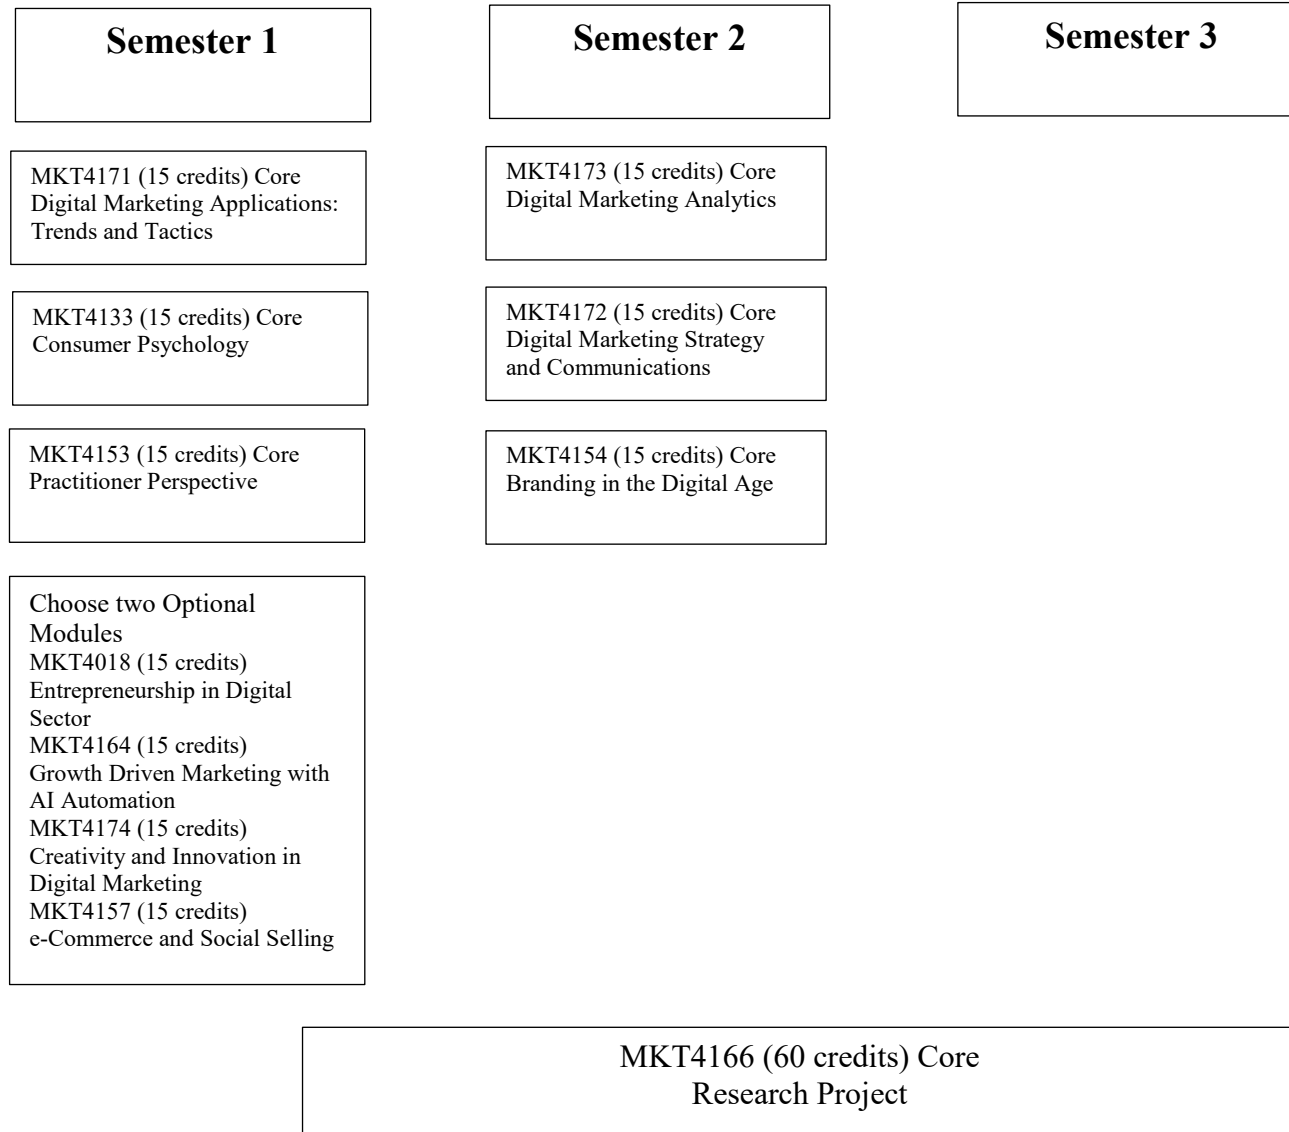 Semester 1
Semester 2
Semester 3
MKT4171 (15 credits) Core
Digital Marketing Applications:
Trends and Tactics
MKT4173 (15 credits) Core
Digital Marketing Analytics
MKT4133 (15 credits) Core
Consumer Psychology
MKT4172 (15 credits) Core
Digital Marketing Strategy
and Communications
MKT4153 (15 credits) Core
Practitioner Perspective
MKT4154 (15 credits) Core
Branding in the Digital Age
Choose two Optional
Modules
MKT4018 (15 credits)
Entrepreneurship in Digital
Sector
MKT4164 (15 credits)
Growth Driven Marketing with
AI Automation
MKT4174 (15 credits)
Creativity and Innovation in
Digital Marketing
MKT4157 (15 credits)
e-Commerce and Social Selling
MKT4166 (60 credits) Core
Research Project